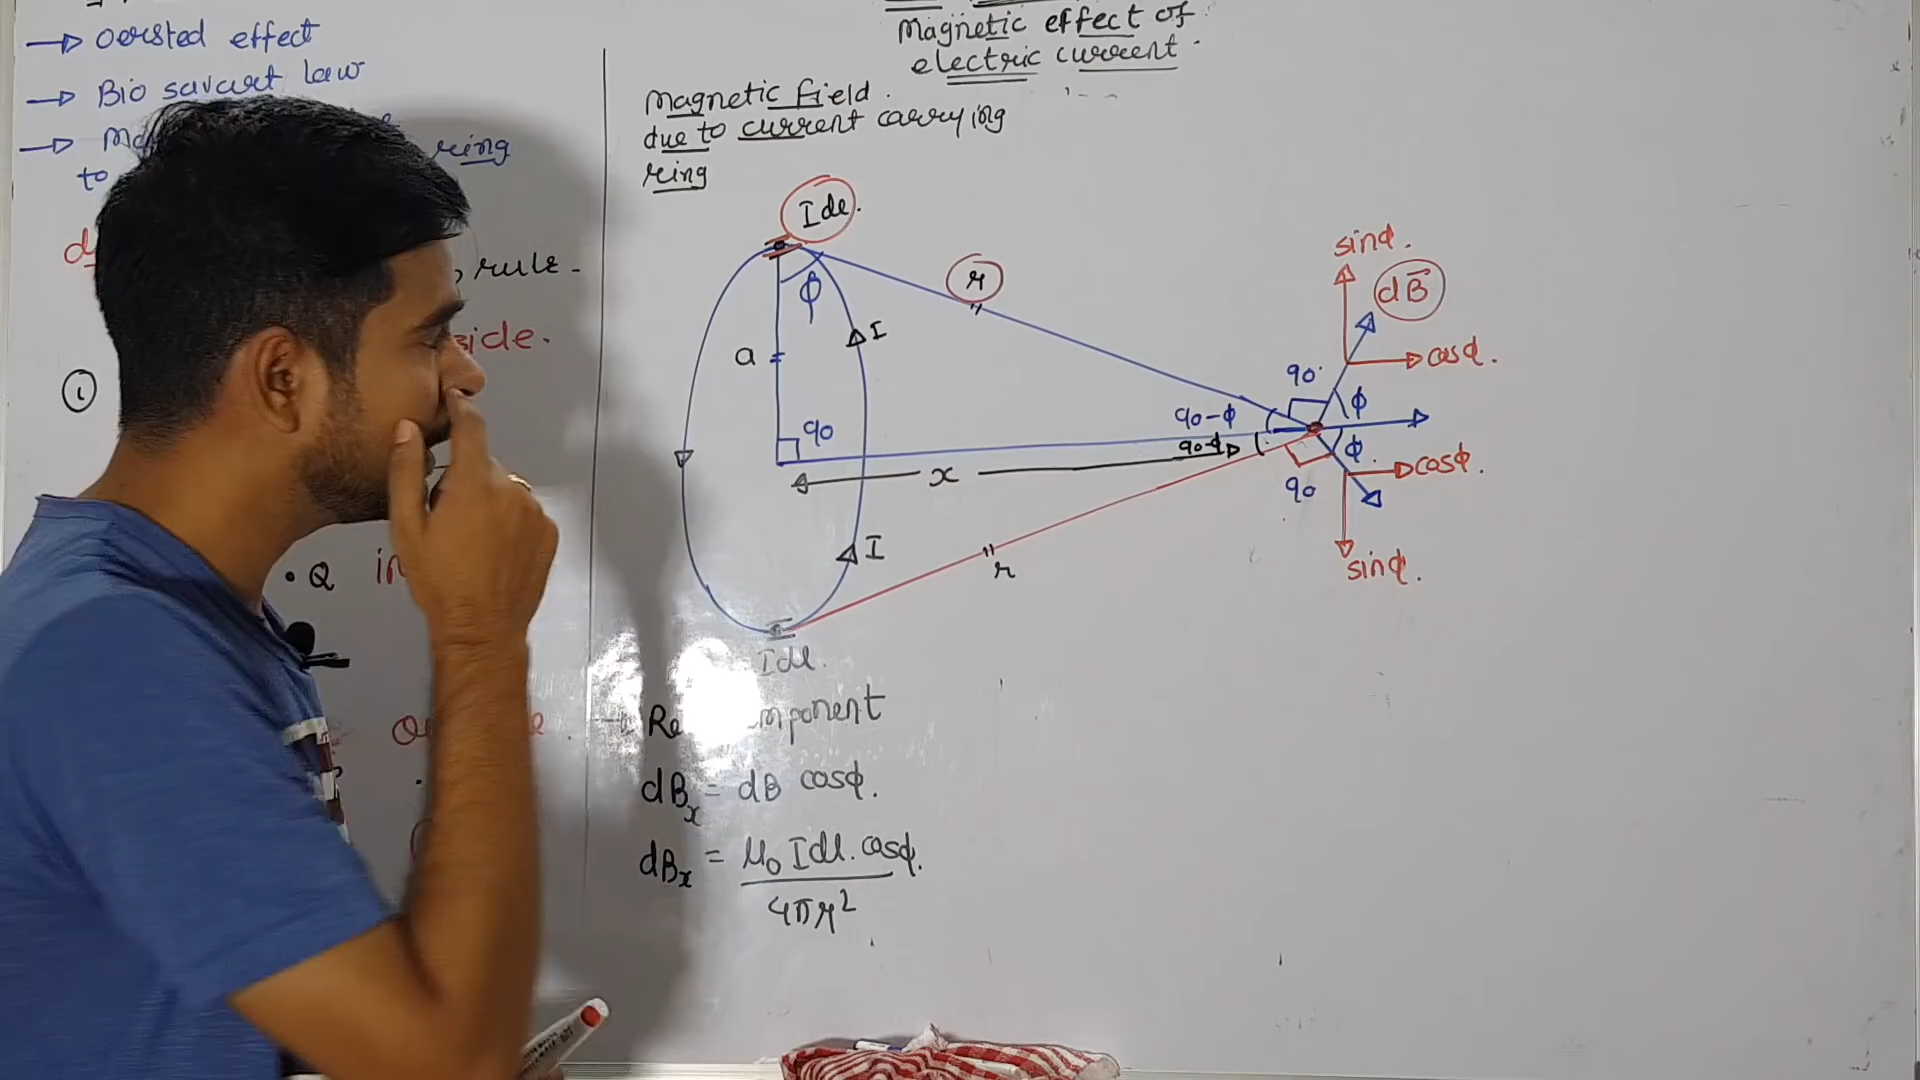 → Oersted effect
→ Bio savart law
→
ring
to
rule-
side.
①
• Q in
Magnetic effect of
electric current.
Magnetic field.
due to current carrying
ring
Idl.
ϕ
r
a
I
90
x
90-ϕ
90-ϕ
90
ϕ
sinϕ.
dB⃗
cosϕ.
ϕ.
cosϕ.
90
sinϕ.
I
r
Idl.
dBx = dB cosϕ.
dBx = μ0 Idl. cosϕ.
4πr²